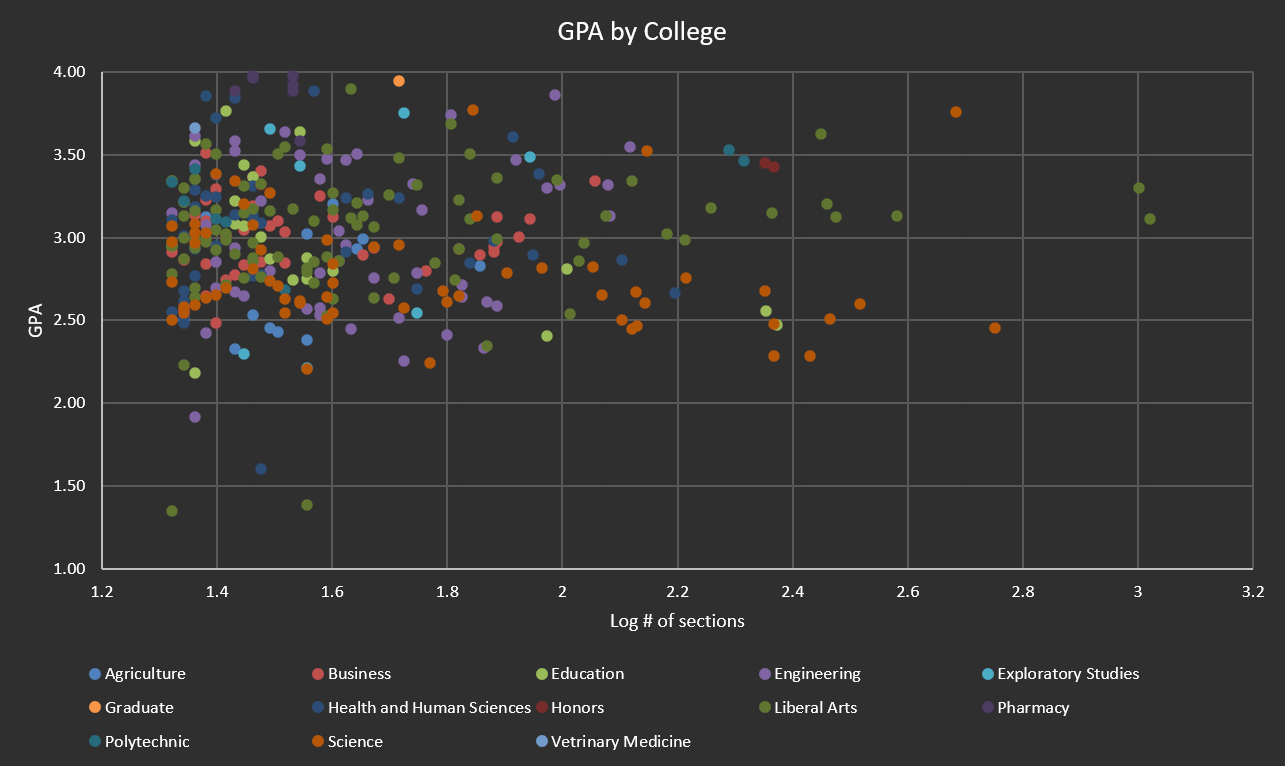 GPA by College
4.00
3.50
3.00
2.50
2.00
1.50
1.00
GPA
1.2 1.4 1.6 1.8 2 2.2 2.4 2.6 2.8 3 3.2
Log # of sections
Agriculture Business Education Engineering Exploratory Studies
Graduate Health and Human Sciences Honors Liberal Arts Pharmacy
Polytechnic Science Vetrinary Medicine